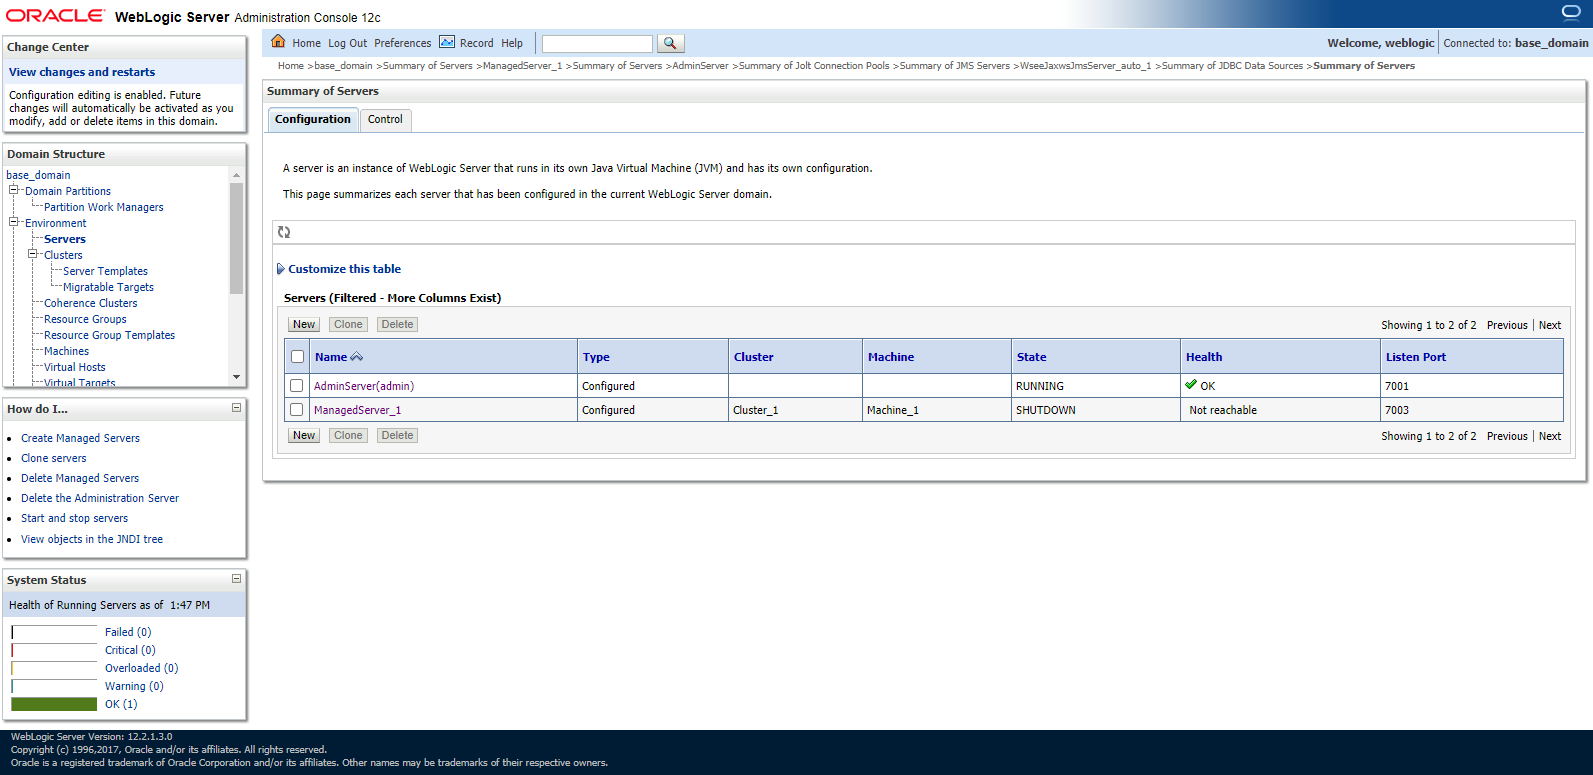 ORACLE WebLogic Server Administration Console 12c
Change Center
View changes and restarts
Configuration editing is enabled. Future
changes will automatically be activated as you
modify, add or delete items in this domain.
Domain Structure
base_domain
Domain Partitions
Partition Work Managers
Environment
Servers
Clusters
Server Templates
Migratable Targets
Coherence Clusters
Resource Groups
Resource Group Templates
Machines
Virtual Hosts
Virtual Targets
How do I...
Create Managed Servers
Clone servers
Delete Managed Servers
Delete the Administration Server
Start and stop servers
View objects in the JNDI tree
System Status
Health of Running Servers as of 1:47 PM
Failed (0)
Critical (0)
Overloaded (0)
Warning (0)
OK (1)
Home Log Out Preferences Record Help
Welcome, weblogic Connected to: base_domain
Home >base_domain >Summary of Servers >ManagedServer_1 >Summary of Servers >AdminServer >Summary of Jolt Connection Pools >Summary of JMS Servers >WseeJaxwsJmsServer_auto_1 >Summary of JDBC Data Sources >Summary of Servers
Summary of Servers
Configuration Control
A server is an instance of WebLogic Server that runs in its own Java Virtual Machine (JVM) and has its own configuration.
This page summarizes each server that has been configured in the current WebLogic Server domain.
Customize this table
Servers (Filtered - More Columns Exist)
New Clone Delete Showing 1 to 2 of 2 Previous | Next
Name Type Cluster Machine State Health Listen Port
AdminServer(admin) Configured RUNNING OK 7001
ManagedServer_1 Configured Cluster_1 Machine_1 SHUTDOWN Not reachable 7003
New Clone Delete Showing 1 to 2 of 2 Previous | Next
WebLogic Server Version: 12.2.1.3.0
Copyright (c) 1996,2017, Oracle and/or its affiliates. All rights reserved.
Oracle is a registered trademark of Oracle Corporation and/or its affiliates. Other names may be trademarks of their respective owners.